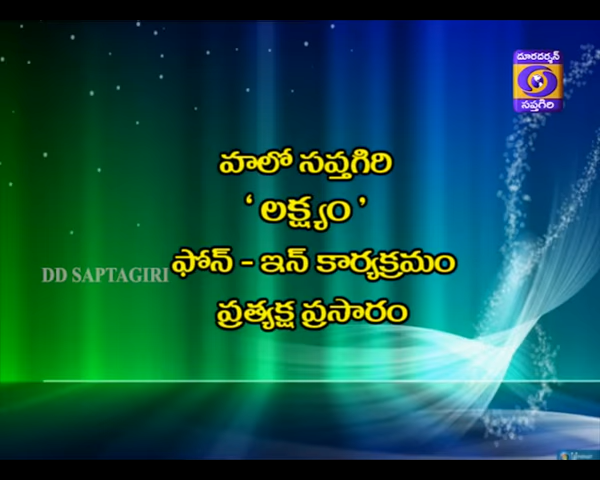 దూరదర్శన్
సప్తగిరి
హలో సప్తగిరి
‘ లక్ష్యం ’
ఫోన్ - ఇన్ కార్యక్రమం
DD SAPTAGIRI
ప్రత్యక్ష ప్రసారం